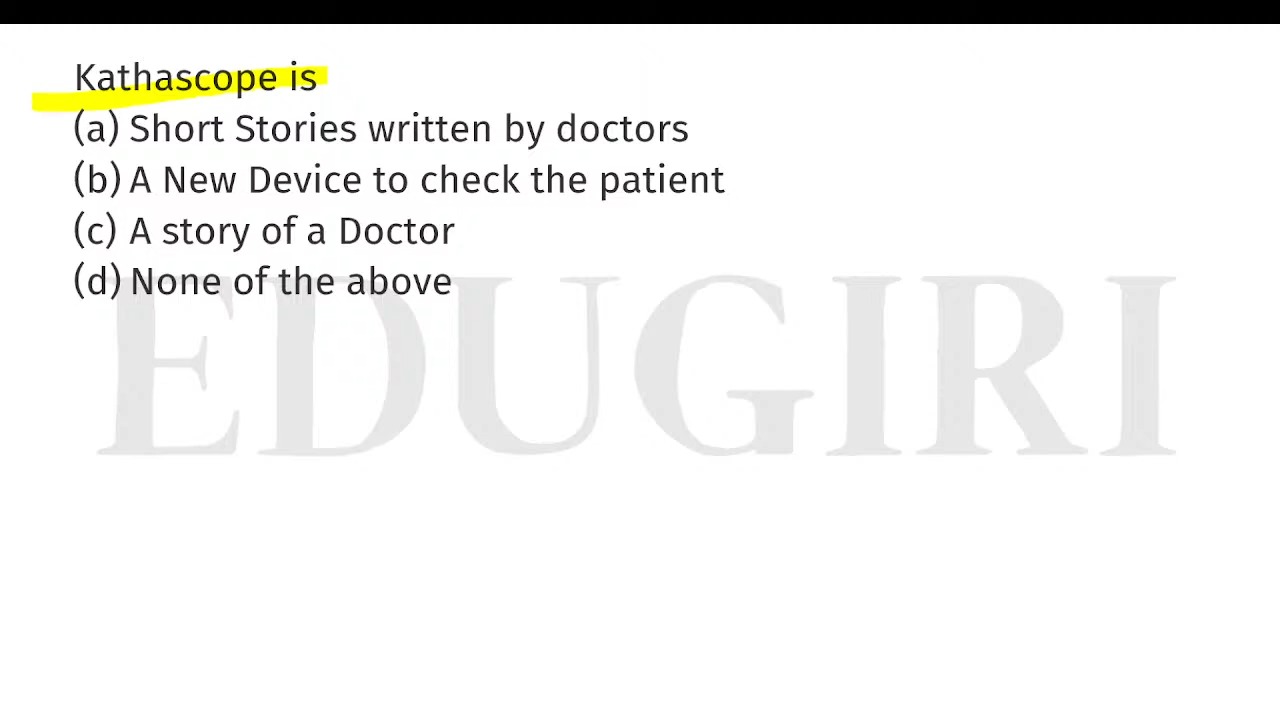 Kathascope is
(a) Short Stories written by doctors
(b) A New Device to check the patient
(c) A story of a Doctor
(d) None of the above
EDUGIRI